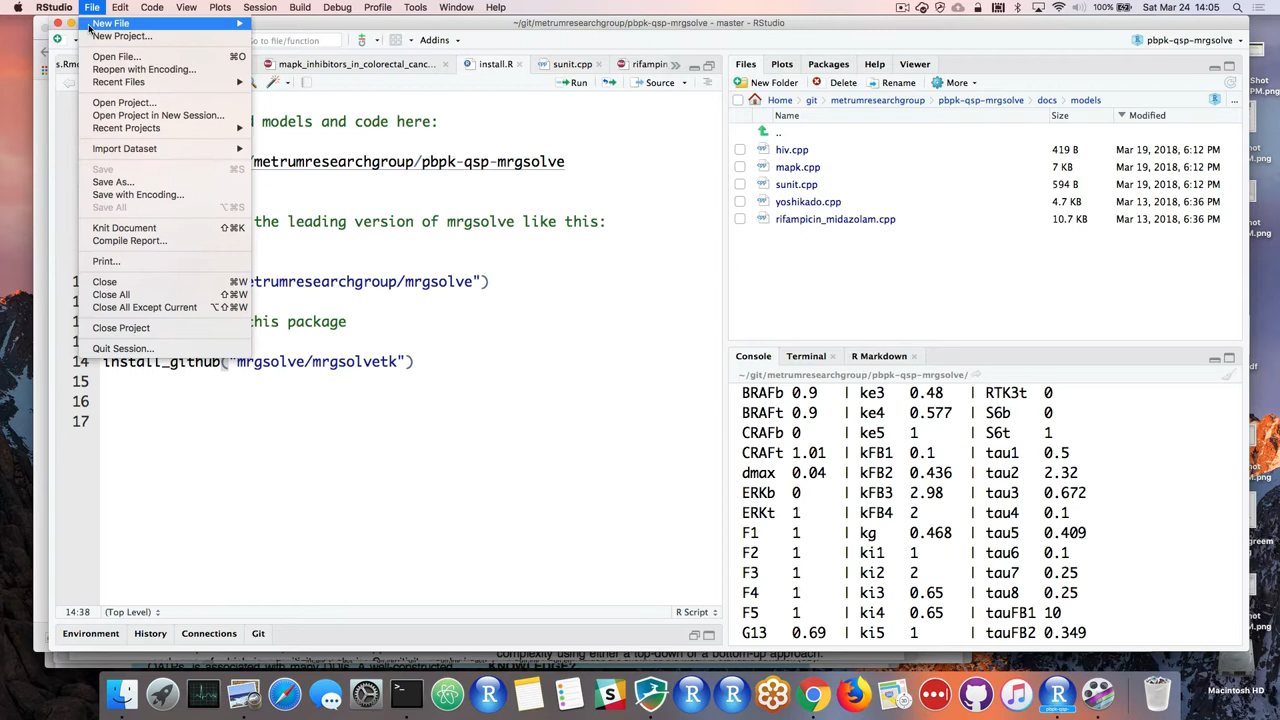 RStudio File Edit Code View Plots Session Build Debug Profile Tools Window Help 100% Sat Mar 24 14:05
~/git/metrumresearchgroup/pbpk-qsp-mrgsolve - master - RStudio
New File
New Project...
Open File... ⌘O
Reopen with Encoding...
Recent Files
Open Project...
Open Project in New Session...
Recent Projects
Import Dataset
Save ⌘S
Save As...
Save with Encoding...
Save All ⌥⌘S
Knit Document ⇧⌘K
Compile Report...
Print...
Close ⌘W
Close All ⇧⌘W
Close All Except Current ⌥⇧⌘W
Close Project
Quit Session...
Go to file/function Addins pbpk-qsp-mrgsolve
s.Rmd mapk_inhibitors_in_colorectal_canc... install.R sunit.cpp rifampin
Run Source
d models and code here:
/metrumresearchgroup/pbpk-qsp-mrgsolve
the leading version of mrgsolve like this:
etrumresearchgroup/mrgsolve")
this package
14 install_github("mrgsolve/mrgsolvetk")
15
16
17
14:38 (Top Level) R Script
Environment History Connections Git
Files Plots Packages Help Viewer
New Folder Delete Rename More
Home git metrumresearchgroup pbpk-qsp-mrgsolve docs models ...
Name Size Modified
..
hiv.cpp 419 B Mar 19, 2018, 6:12 PM
mapk.cpp 7 KB Mar 19, 2018, 6:12 PM
sunit.cpp 594 B Mar 19, 2018, 6:12 PM
yoshikado.cpp 4.7 KB Mar 13, 2018, 6:36 PM
rifampicin_midazolam.cpp 10.7 KB Mar 13, 2018, 6:36 PM
Console Terminal R Markdown
~/git/metrumresearchgroup/pbpk-qsp-mrgsolve/
BRAFb 0.9 | ke3 0.48 | RTK3t 0
BRAFt 0.9 | ke4 0.577 | S6b 0
CRAFb 0 | ke5 1 | S6t 1
CRAFt 1.01 | kFB1 0.1 | tau1 0.5
dmax 0.04 | kFB2 0.436 | tau2 2.32
ERKb 0 | kFB3 2.98 | tau3 0.672
ERKt 1 | kFB4 2 | tau4 0.1
F1 1 | kg 0.468 | tau5 0.409
F2 1 | ki1 1 | tau6 0.1
F3 1 | ki2 2 | tau7 0.25
F4 1 | ki3 0.65 | tau8 0.25
F5 1 | ki4 0.65 | tauFB1 10
G13 0.69 | ki5 1 | tauFB2 0.349
complexity using either a top-down or a bottom-up approach.
Macintosh HD